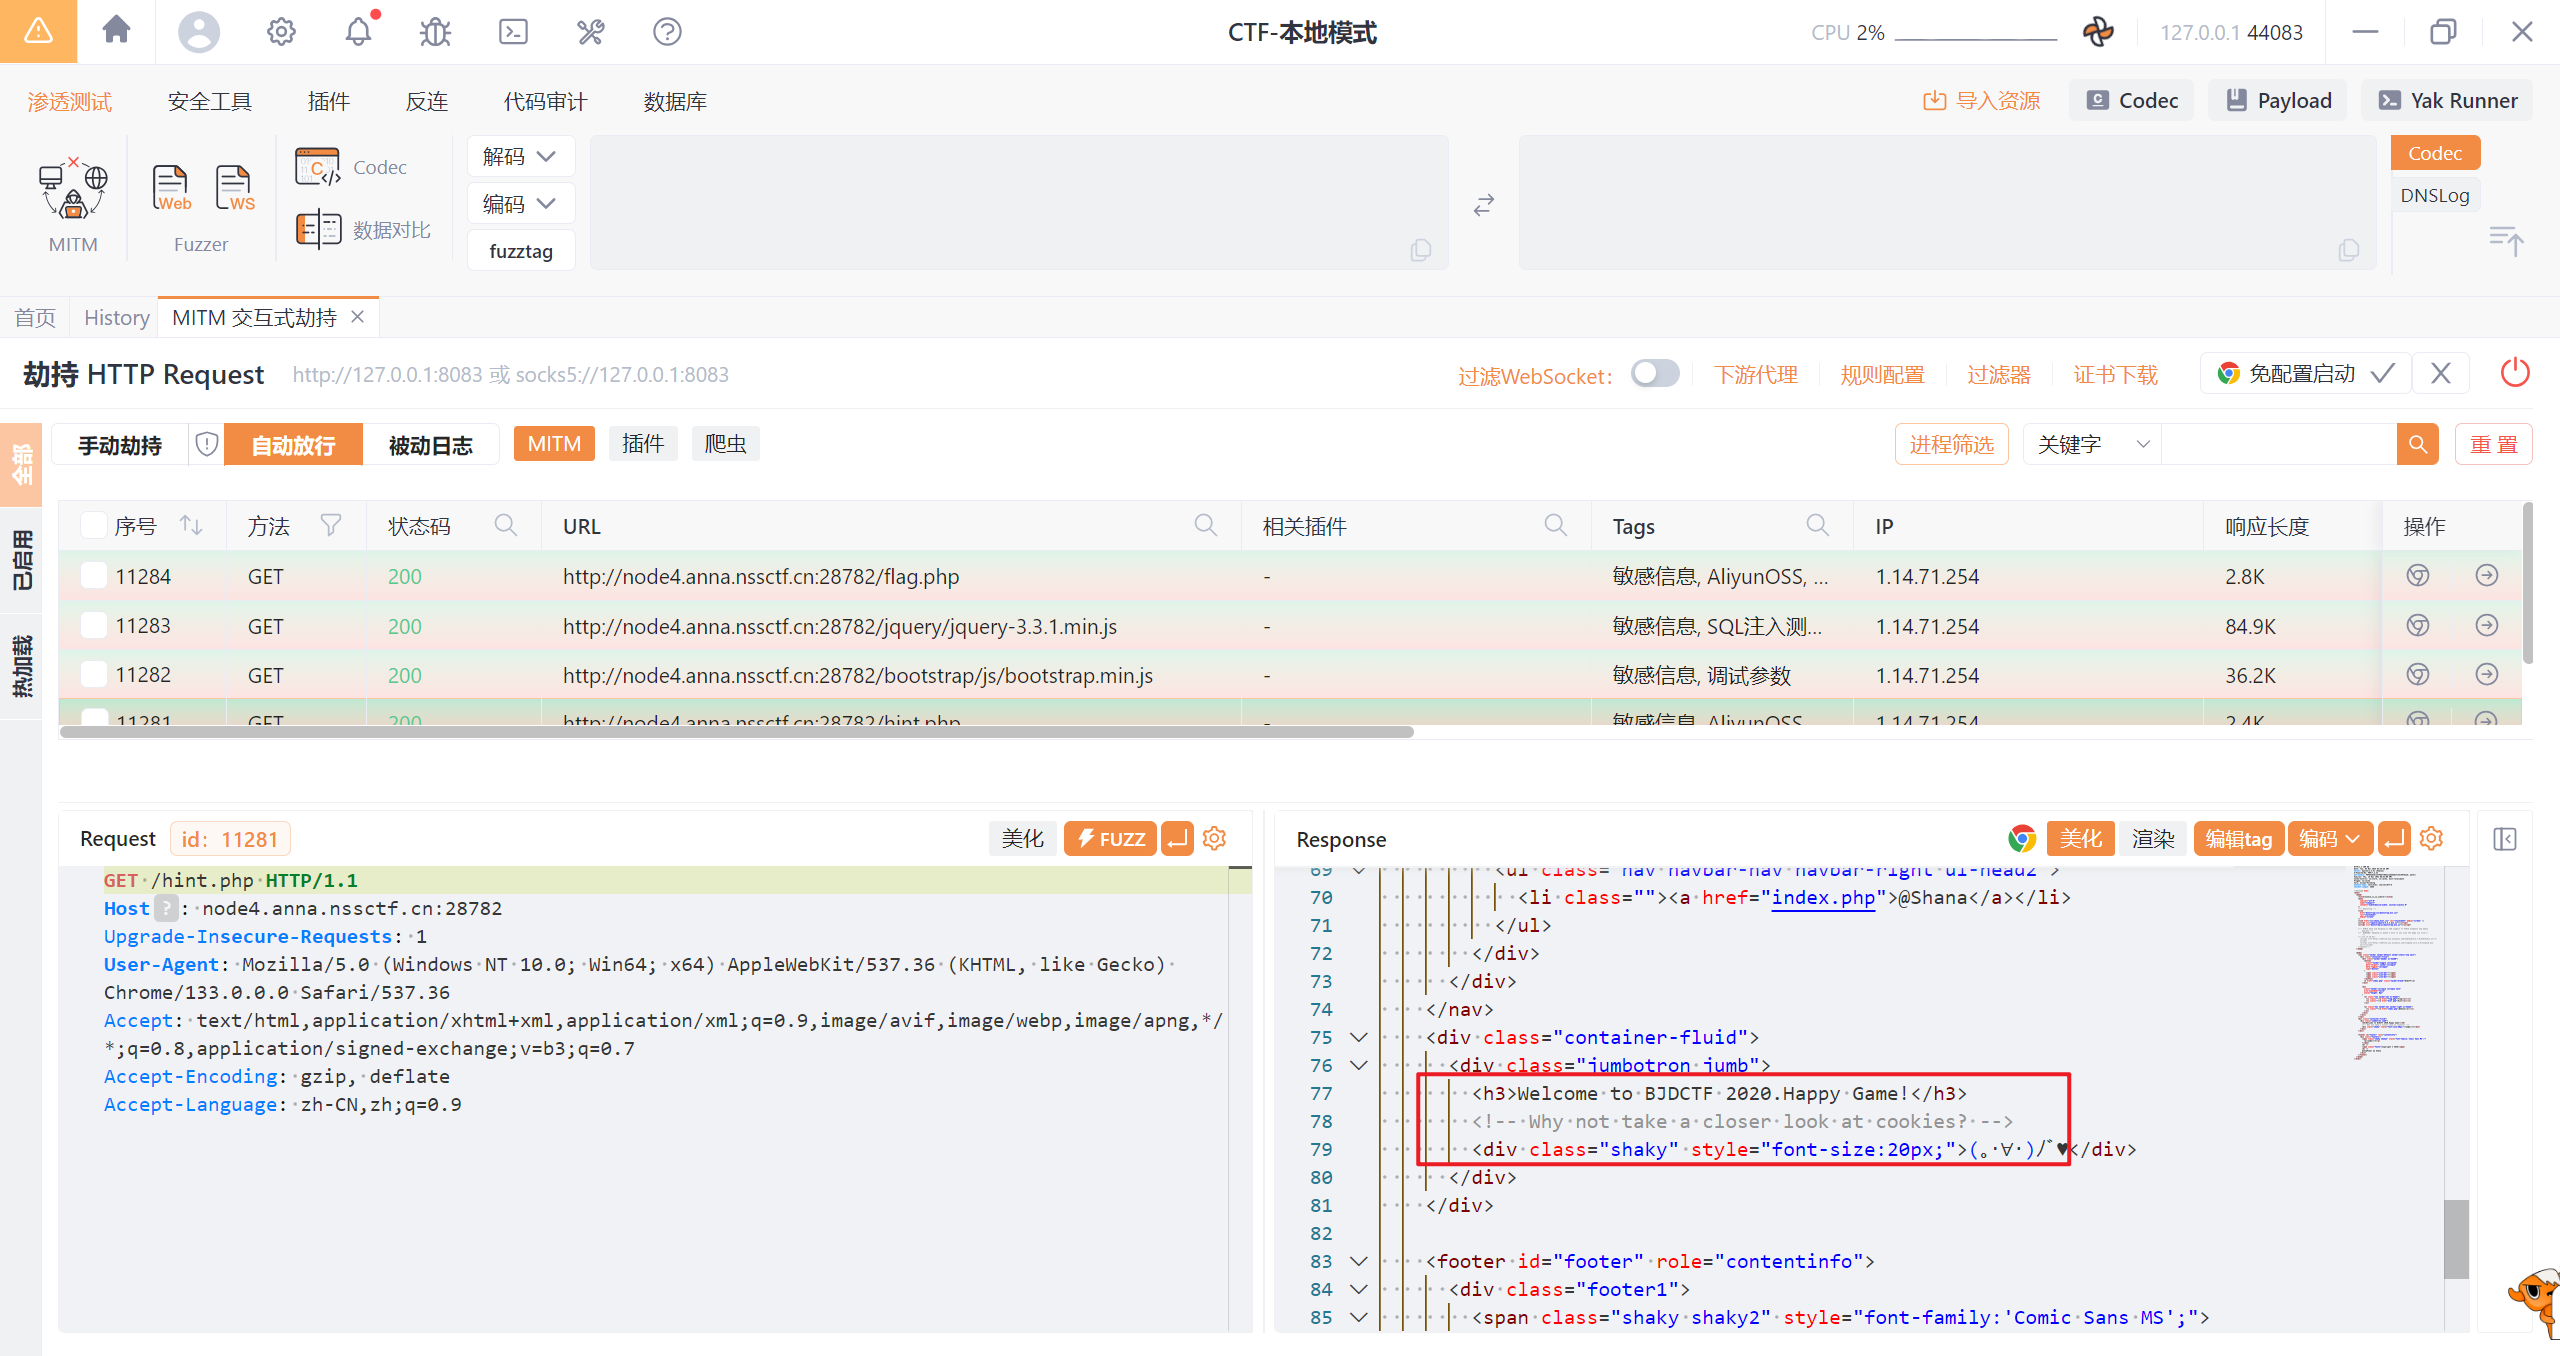 CTF-本地模式
CPU 2%
127.0.0.1 44083
渗透测试 安全工具 插件 反连 代码审计 数据库
导入资源 Codec Payload Yak Runner
MITM
Web WS
Fuzzer
Codec
数据对比
解码
编码
fuzztag
Codec
DNSLog
首页 History MITM 交互式劫持
劫持 HTTP Request http://127.0.0.1:8083 或 socks5://127.0.0.1:8083
过滤WebSocket: 下游代理 规则配置 过滤器 证书下载 免配置启动
全部
已启用
热加载
手动劫持 自动放行 被动日志 MITM 插件 爬虫
进程筛选 关键字 重 置
序号 方法 状态码 URL 相关插件 Tags IP 响应长度 操作
11284 GET 200 http://node4.anna.nssctf.cn:28782/flag.php - 敏感信息, AliyunOSS, ... 1.14.71.254 2.8K
11283 GET 200 http://node4.anna.nssctf.cn:28782/jquery/jquery-3.3.1.min.js - 敏感信息, SQL注入测... 1.14.71.254 84.9K
11282 GET 200 http://node4.anna.nssctf.cn:28782/bootstrap/js/bootstrap.min.js - 敏感信息, 调试参数 1.14.71.254 36.2K
11281 GET 200 http://node4.anna.nssctf.cn:28782/hint.php - 敏感信息, AliyunOSS 1.14.71.254 2.4K
Request id: 11281 美化 FUZZ
GET /hint.php HTTP/1.1
Host ? : node4.anna.nssctf.cn:28782
Upgrade-Insecure-Requests: 1
User-Agent: Mozilla/5.0 (Windows NT 10.0; Win64; x64) AppleWebKit/537.36 (KHTML, like Gecko)
Chrome/133.0.0.0 Safari/537.36
Accept: text/html,application/xhtml+xml,application/xml;q=0.9,image/avif,image/webp,image/apng,*/
*;q=0.8,application/signed-exchange;v=b3;q=0.7
Accept-Encoding: gzip, deflate
Accept-Language: zh-CN,zh;q=0.9
Response 美化 渲染 编辑tag 编码
69 <ul class="nav navbar-nav navbar-right ui-head2">
70 <li class=""><a href="index.php">@Shana</a></li>
71 </ul>
72 </div>
73 </div>
74 </nav>
75 <div class="container-fluid">
76 <div class="jumbotron jumb">
77 <h3>Welcome to BJDCTF 2020.Happy Game!</h3>
78 <!-- Why not take a closer look at cookies? -->
79 <div class="shaky" style="font-size:20px;">(｡･∀･)ﾉﾞ♥</div>
80 </div>
81 </div>
82
83 <footer id="footer" role="contentinfo">
84 <div class="footer1">
85 <span class="shaky shaky2" style="font-family:'Comic Sans MS';">